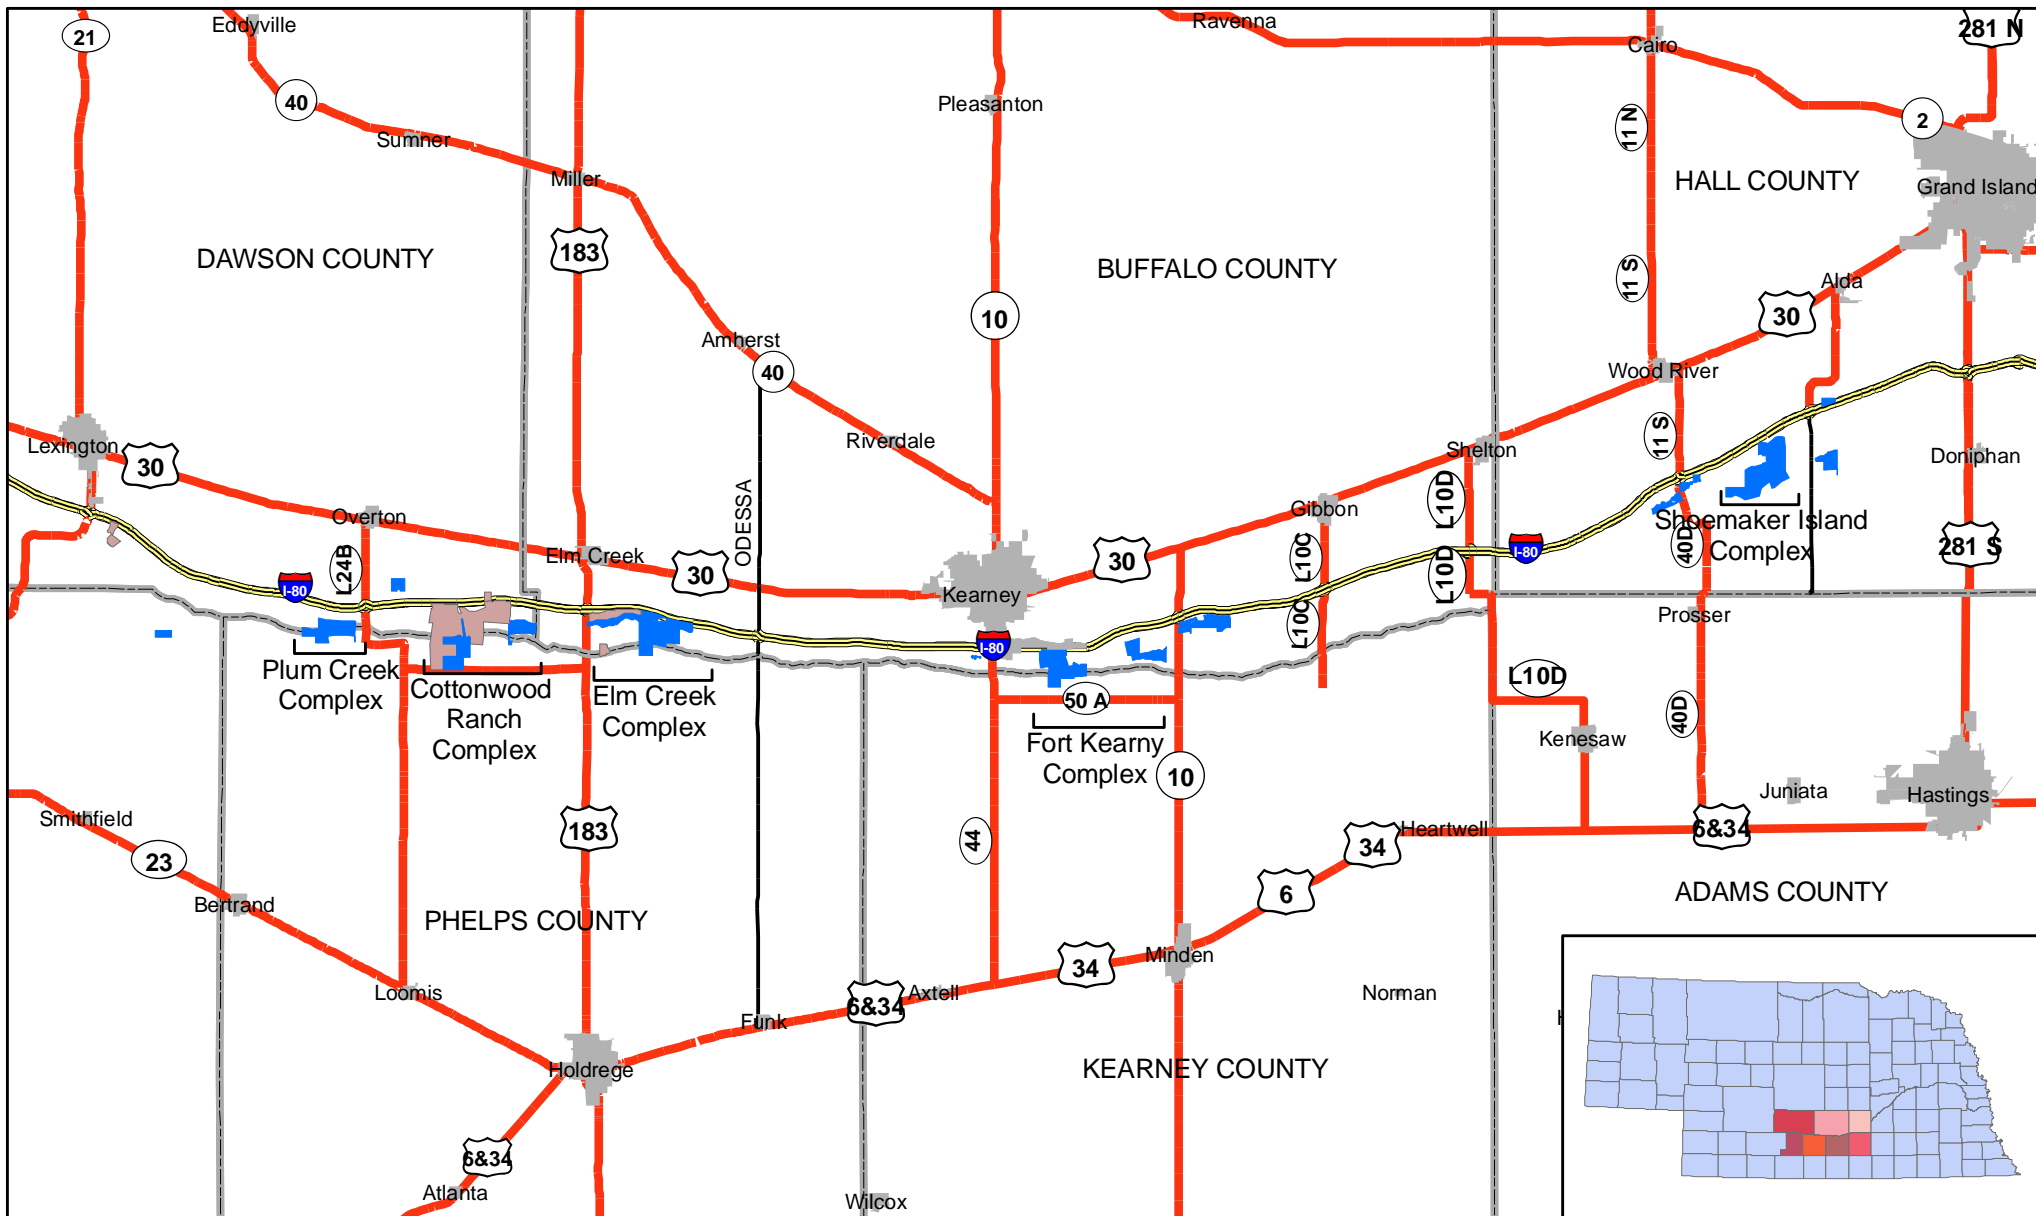 Eddyville
Ravenna
281 N
21
Cairo
40
Pleasanton
2
11 N
Sumner
Miller
HALL COUNTY
Grand Island
183
DAWSON COUNTY
BUFFALO COUNTY
11 S
Alda
10
30
Amherst
40
Wood River
Lexington
30
Riverdale
11 S
Shelton
Doniphan
ODESSA
L10D
Overton
Gibbon
Shoemaker Island
Complex
Elm Creek
30
30
L24B
L10C
L10D
I-80
40D
281 S
I-80
Kearney
Prosser
L10C
I-80
Plum Creek
Complex
Cottonwood
Ranch
Complex
Elm Creek
Complex
50 A
L10D
40D
Fort Kearny
Complex
10
Kenesaw
Juniata
Hastings
Smithfield
183
44
34
Heartwell
6&34
23
6
ADAMS COUNTY
Bertrand
PHELPS COUNTY
34
Minden
Loomis
6&34
Axtell
Norman
Funk
Holdrege
KEARNEY COUNTY
6&34
Atlanta
Wilcox